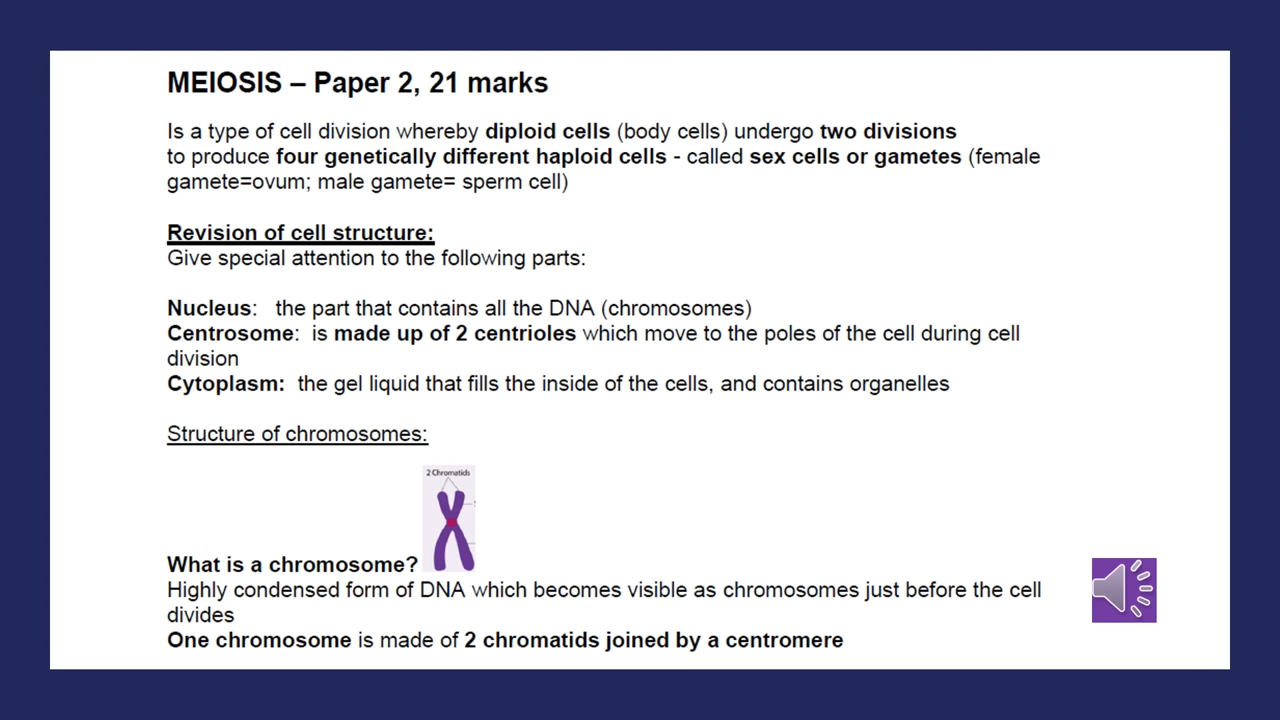 MEIOSIS – Paper 2, 21 marks
Is a type of cell division whereby diploid cells (body cells) undergo two divisions
to produce four genetically different haploid cells - called sex cells or gametes (female
gamete=ovum; male gamete= sperm cell)
Revision of cell structure:
Give special attention to the following parts:
Nucleus:   the part that contains all the DNA (chromosomes)
Centrosome:  is made up of 2 centrioles which move to the poles of the cell during cell
division
Cytoplasm:  the gel liquid that fills the inside of the cells, and contains organelles
Structure of chromosomes:
2 Chromatids
What is a chromosome?
Highly condensed form of DNA which becomes visible as chromosomes just before the cell
divides
One chromosome is made of 2 chromatids joined by a centromere